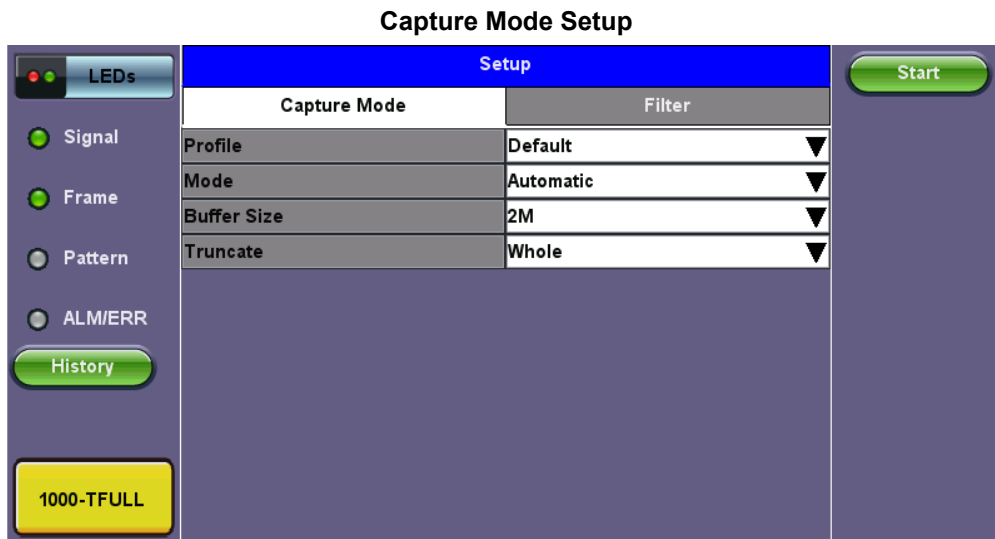 Capture Mode Setup
LEDs
Setup
Start
Capture Mode
Filter
Signal
Profile
Default
Mode
Automatic
Frame
Buffer Size
2M
Truncate
Whole
Pattern
ALM/ERR
History
1000-TFULL